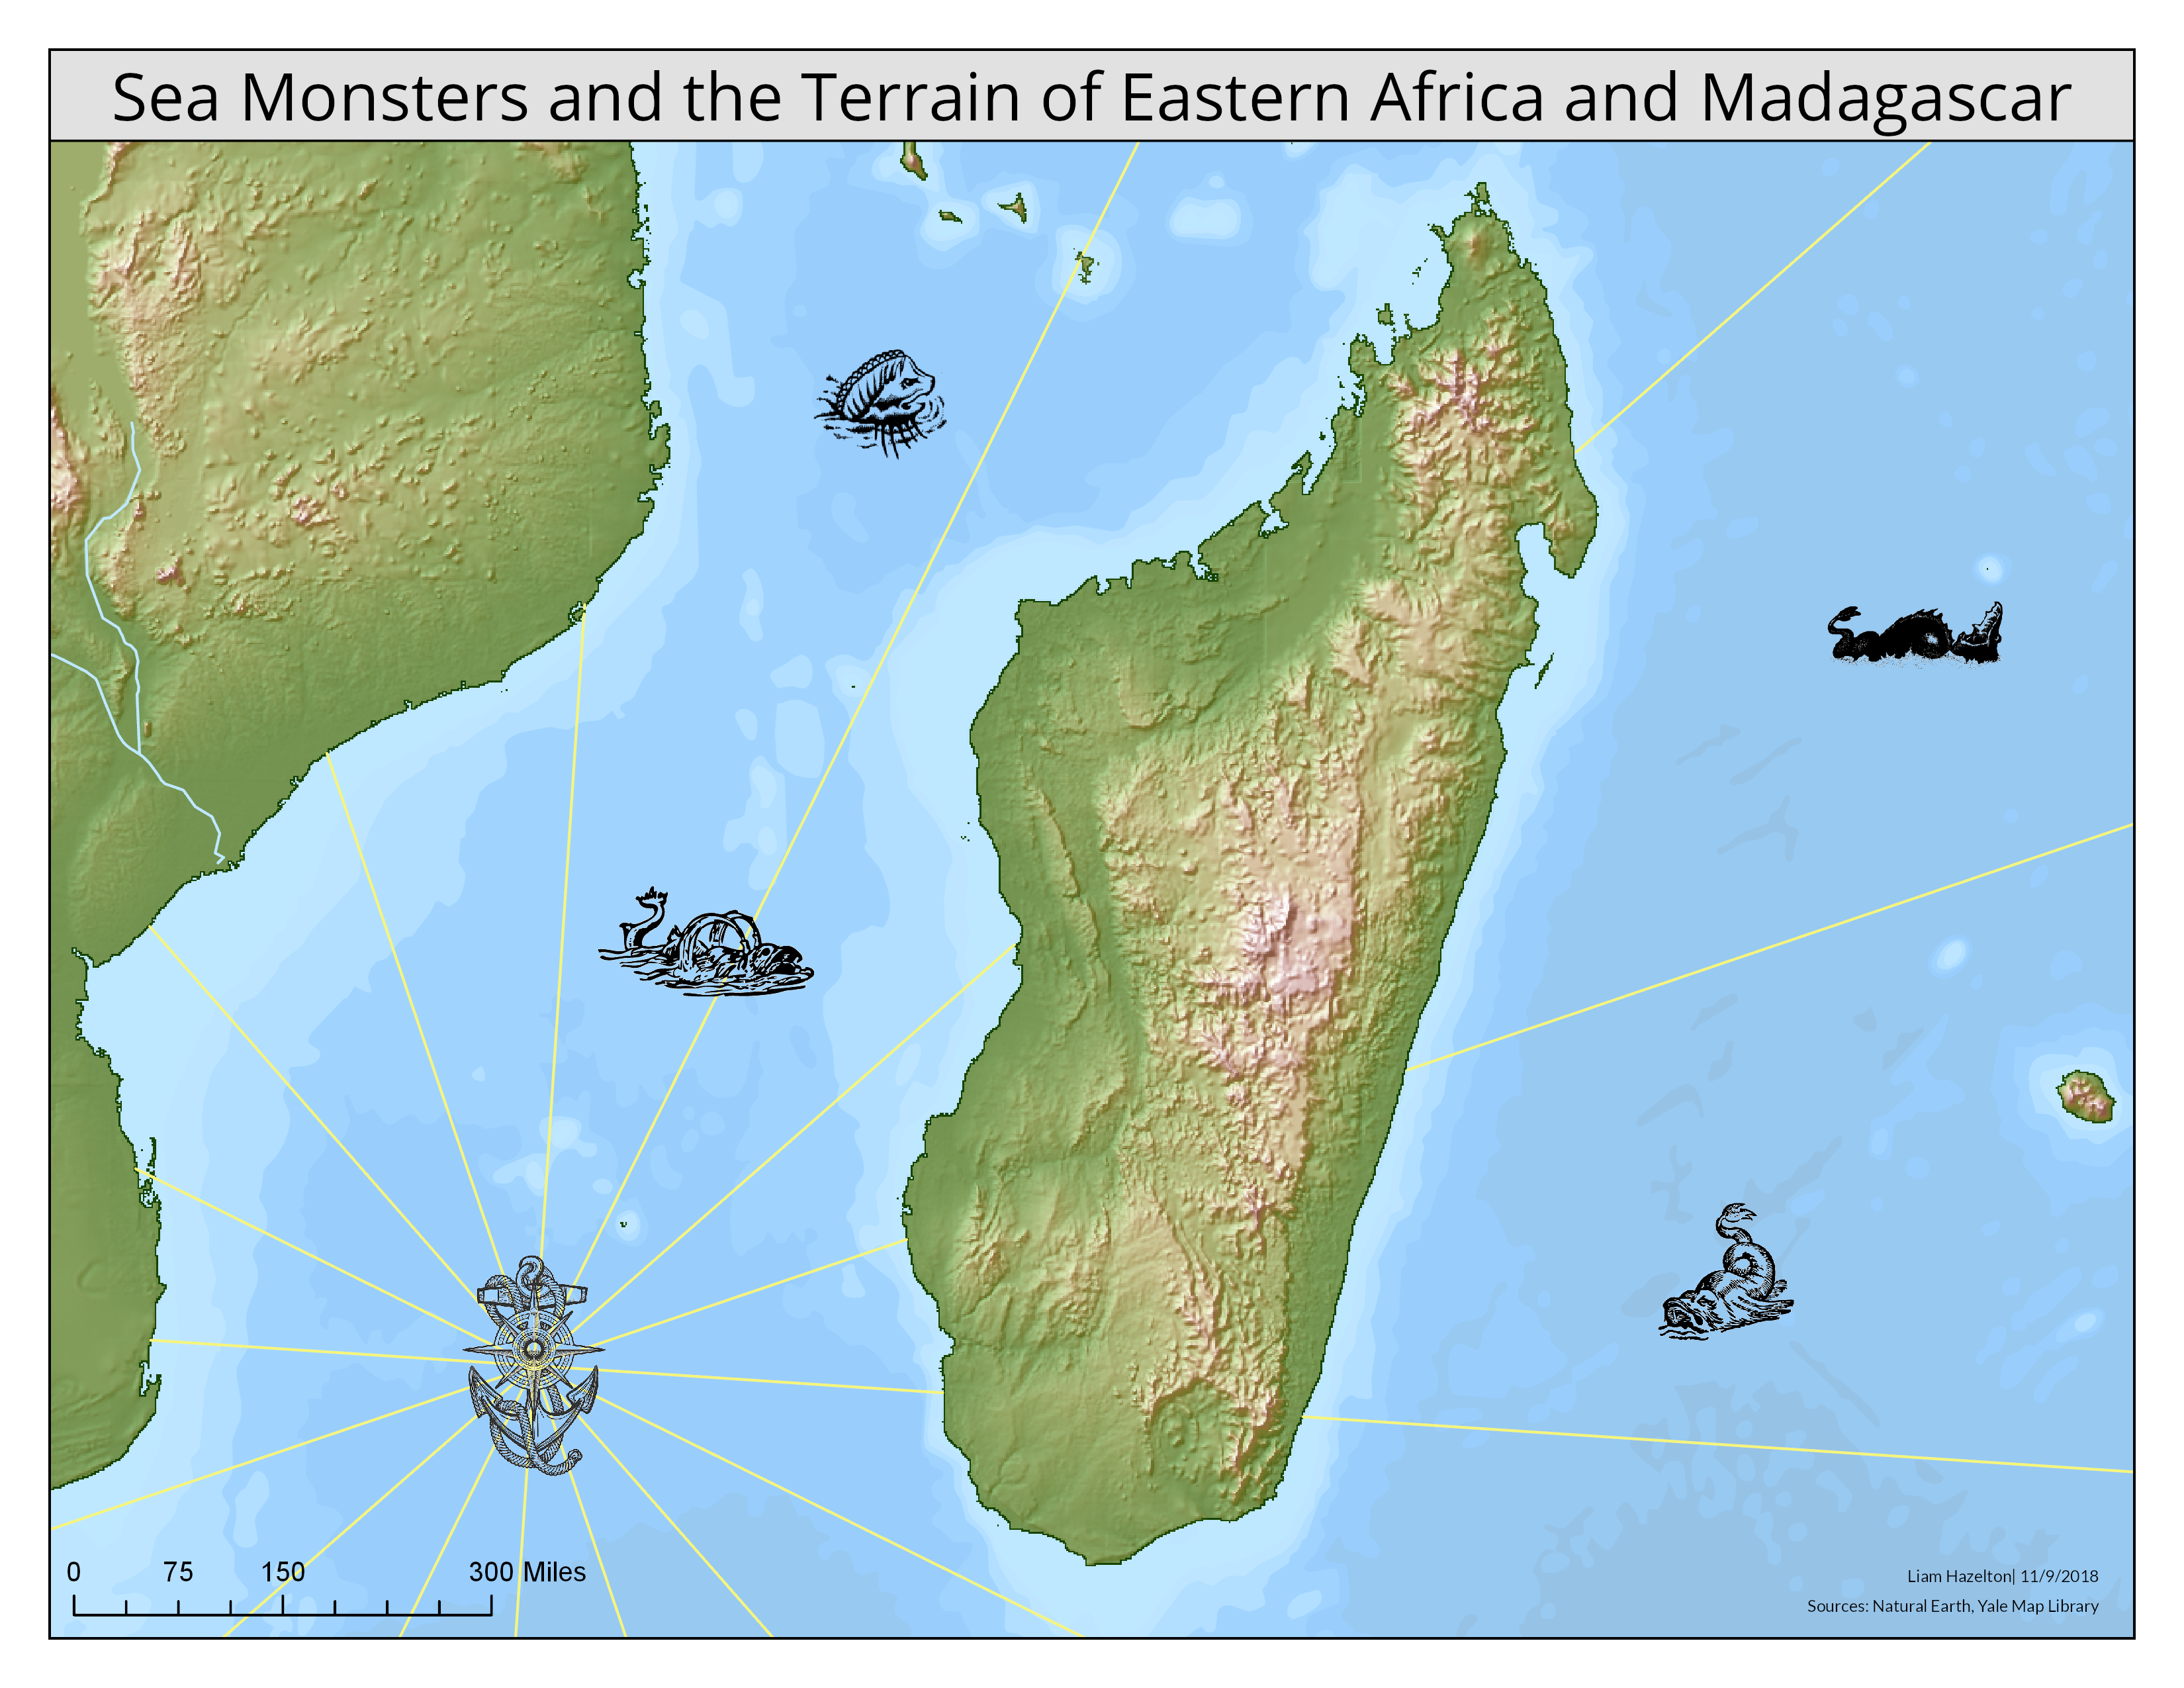 Sea Monsters and the Terrain of Eastern Africa and Madagascar
0 75 150 300 Miles
Liam Hazelton| 11/9/2018
Sources: Natural Earth, Yale Map Library